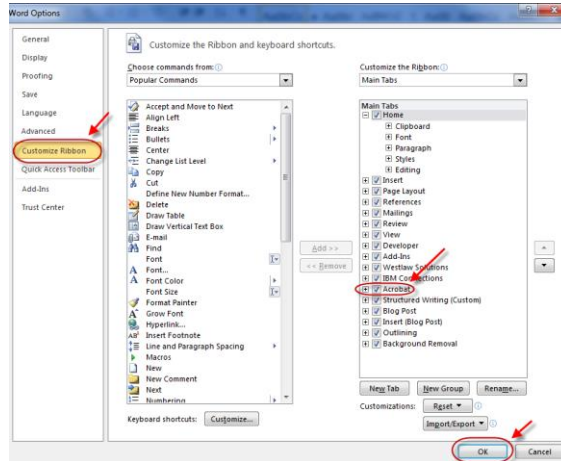 Word Options
General
Display
Proofing
Save
Language
Advanced
Customize Ribbon
Quick Access Toolbar
Add-Ins
Trust Center
Customize the Ribbon and keyboard shortcuts.
Choose commands from:
Popular Commands
Accept and Move to Next
Align Left
Breaks
Bullets
Center
Change List Level
Copy
Cut
Define New Number Format...
Delete
Draw Table
Draw Vertical Text Box
E-mail
Find
Font
Font...
Font Color
Font Size
Format Painter
Grow Font
Hyperlink...
Insert Footnote
Line and Paragraph Spacing
Macros
New
New Comment
Next
Numbering
Keyboard shortcuts: Customize...
Add >>
<< Remove
Customize the Ribbon:
Main Tabs
Main Tabs
Home
Clipboard
Font
Paragraph
Styles
Editing
Insert
Page Layout
References
Mailings
Review
View
Developer
Add-Ins
Westlaw Solutions
IBM Connections
Acrobat
Structured Writing (Custom)
Blog Post
Insert (Blog Post)
Outlining
Background Removal
New Tab New Group Rename...
Customizations: Reset
Import/Export
OK Cancel